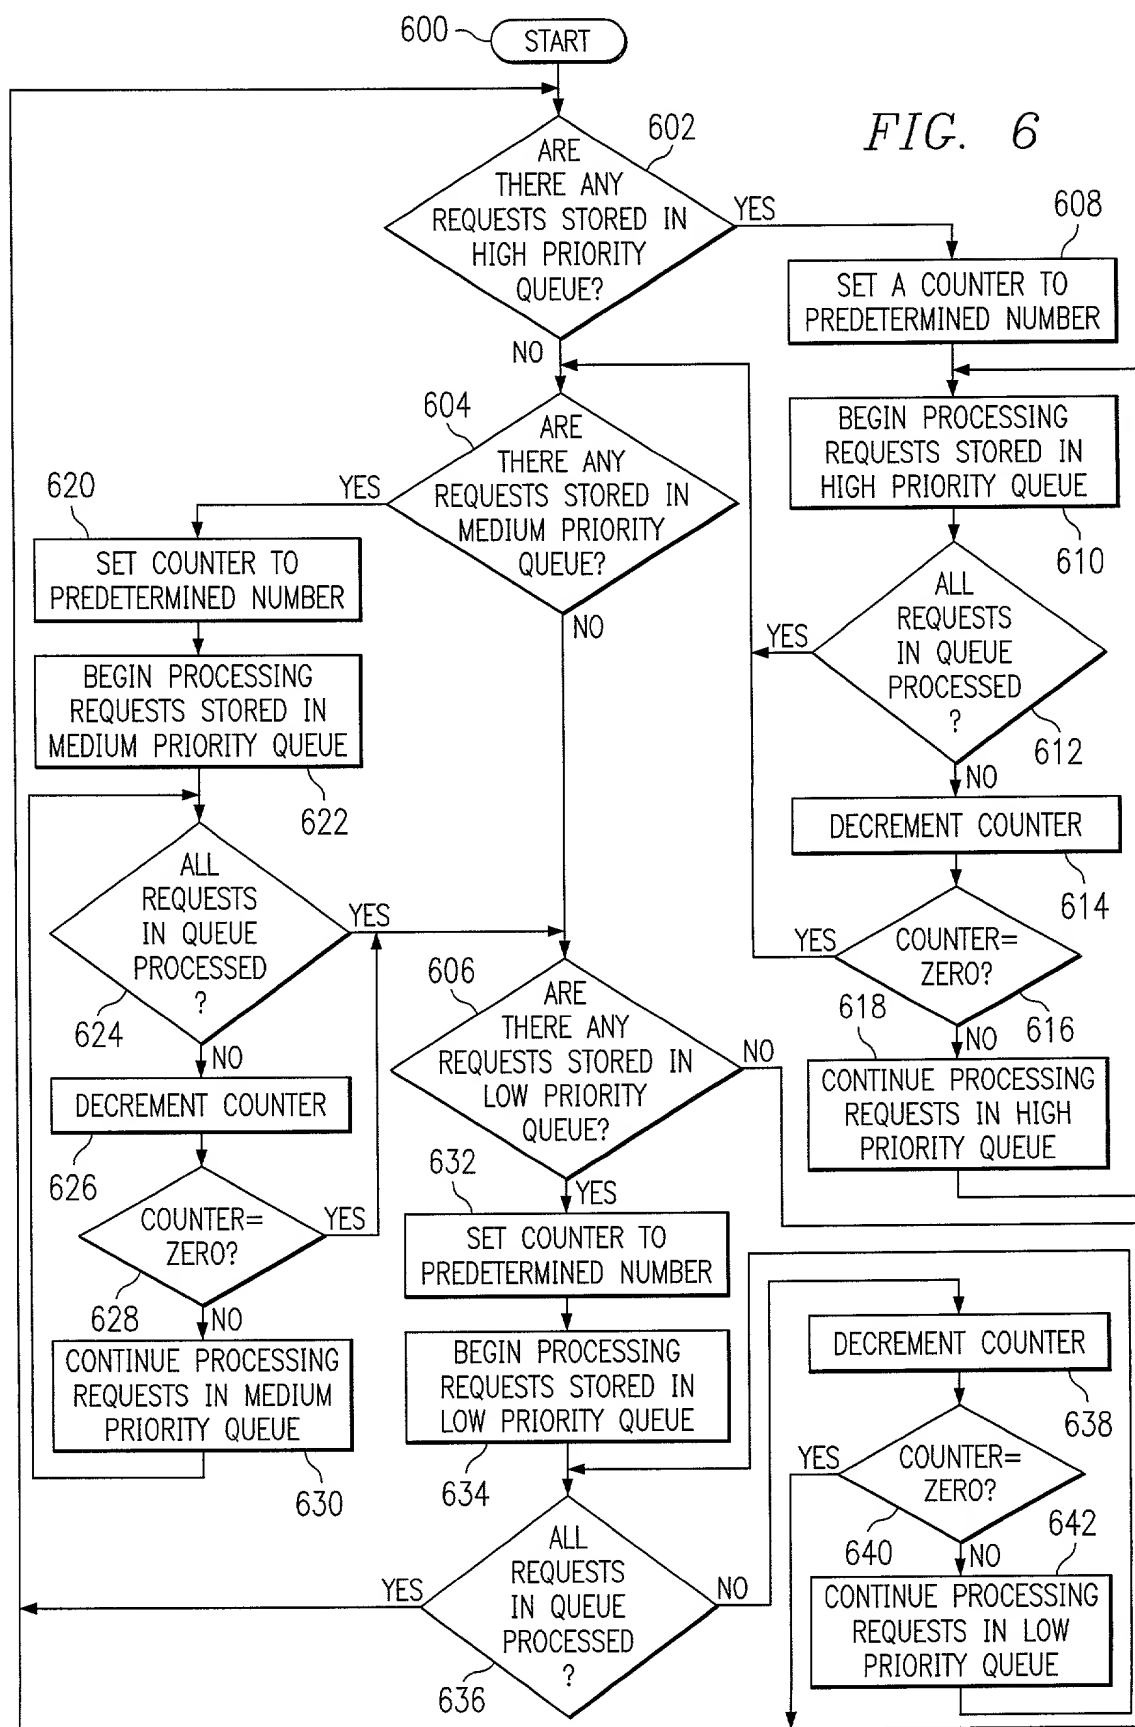 600
START
FIG. 6
602
ARE
THERE ANY
REQUESTS STORED IN
HIGH PRIORITY
QUEUE?
YES
NO
608
SET A COUNTER TO
PREDETERMINED NUMBER
604
ARE
THERE ANY
REQUESTS STORED IN
MEDIUM PRIORITY
QUEUE?
YES
NO
BEGIN PROCESSING
REQUESTS STORED IN
HIGH PRIORITY QUEUE
610
620
SET COUNTER TO
PREDETERMINED NUMBER
ALL
REQUESTS
IN QUEUE
PROCESSED
?
YES
612
NO
BEGIN PROCESSING
REQUESTS STORED IN
MEDIUM PRIORITY QUEUE
622
DECREMENT COUNTER
614
ALL
REQUESTS
IN QUEUE
PROCESSED
?
YES
624
NO
COUNTER=
ZERO?
YES
616
NO
606
ARE
THERE ANY
REQUESTS STORED IN
LOW PRIORITY
QUEUE?
NO
YES
618
CONTINUE PROCESSING
REQUESTS IN HIGH
PRIORITY QUEUE
DECREMENT COUNTER
626
COUNTER=
ZERO?
YES
628
NO
632
SET COUNTER TO
PREDETERMINED NUMBER
CONTINUE PROCESSING
REQUESTS IN MEDIUM
PRIORITY QUEUE
630
BEGIN PROCESSING
REQUESTS STORED IN
LOW PRIORITY QUEUE
634
DECREMENT COUNTER
638
COUNTER=
ZERO?
YES
640
NO
642
ALL
REQUESTS
IN QUEUE
PROCESSED
?
YES
NO
636
CONTINUE PROCESSING
REQUESTS IN LOW
PRIORITY QUEUE